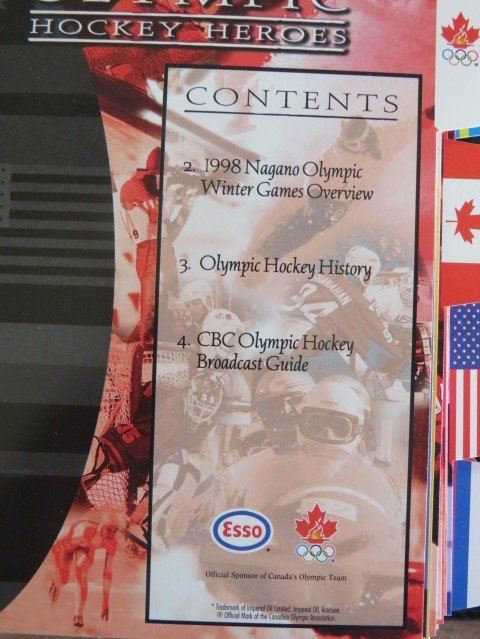 OLYMPIC
HOCKEY HEROES
CONTENTS
2. 1998 Nagano Olympic
Winter Games Overview
3. Olympic Hockey History
4. CBC Olympic Hockey
Broadcast Guide
Esso
Official Sponsor of Canada's Olympic Team
* Trademark of Imperial Oil Limited. Imperial Oil, licensee.
® Official Mark of the Canadian Olympic Association.